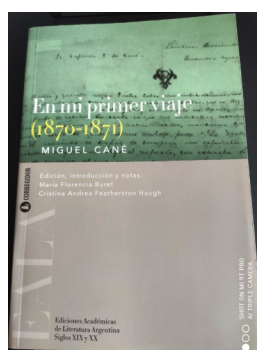 En mi primer viaje
(1870-1871)
MIGUEL CANÉ
CORREGIDOR
Edición, introducción y notas:
María Florencia Buret
Cristina Andrea Featherston Haugh
EALA
Ediciones Académicas
de Literatura Argentina
Siglos XIX y XX
SHOT ON MI 9T PRO
AI TRIPLE CAMERA